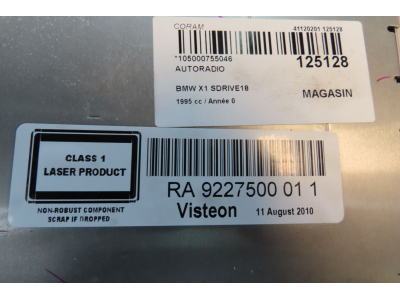 CORAM 41120201 125128
*105000755046 125128
AUTORADIO
BMW X1 SDRIVE18 MAGASIN
1995 cc / Année 0
CLASS 1
LASER PRODUCT
NON-ROBUST COMPONENT
SCRAP IF DROPPED
RA 9227500 01 1
Visteon 11 August 2010